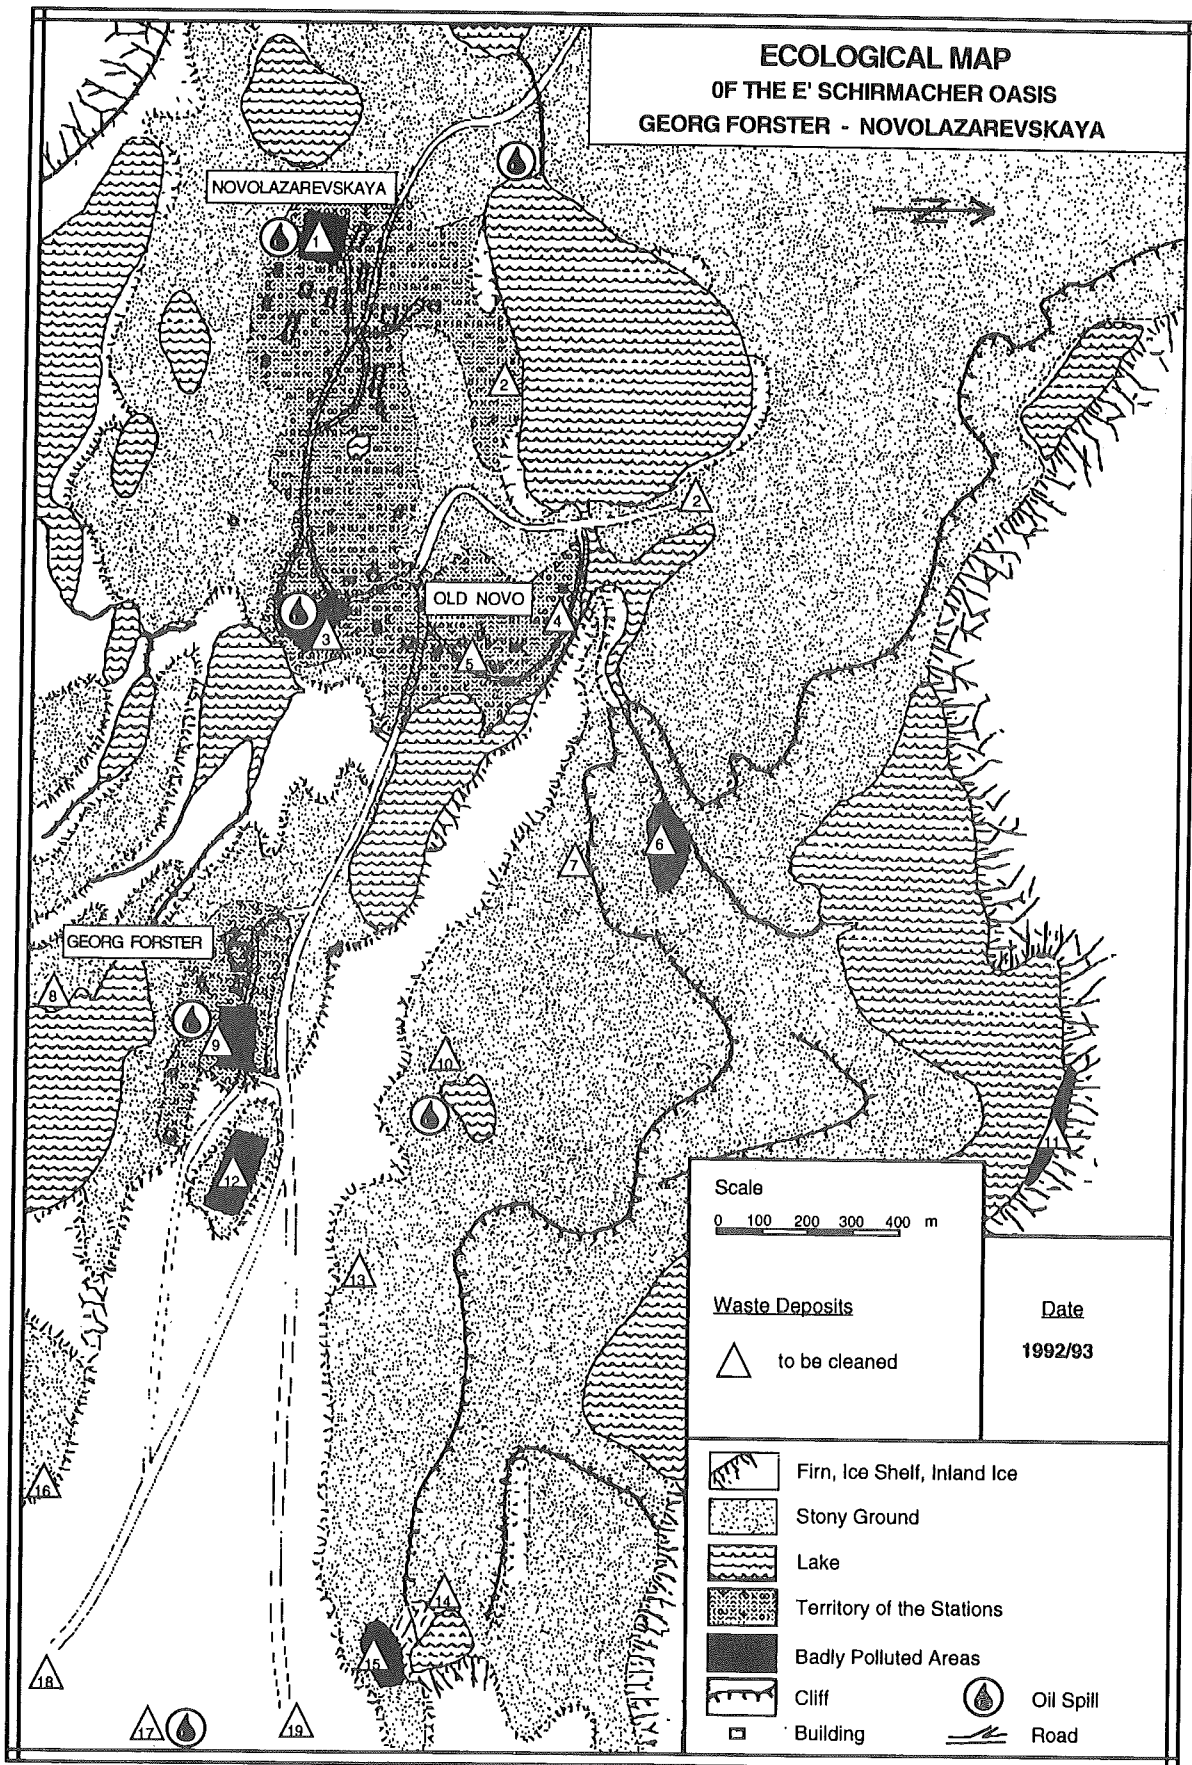 ECOLOGICAL MAP
OF THE E' SCHIRMACHER OASIS
GEORG FORSTER - NOVOLAZAREVSKAYA
NOVOLAZAREVSKAYA
1
N
2
2
OLD NOVO
3
4
5
6
7
GEORG FORSTER
8
9
10
11
12
13
14
15
16
17
18
19
Scale
0 100 200 300 400 m
Waste Deposits
to be cleaned
Date
1992/93
Firn, Ice Shelf, Inland Ice
Stony Ground
Lake
Territory of the Stations
Badly Polluted Areas
Cliff
Oil Spill
Building
Road